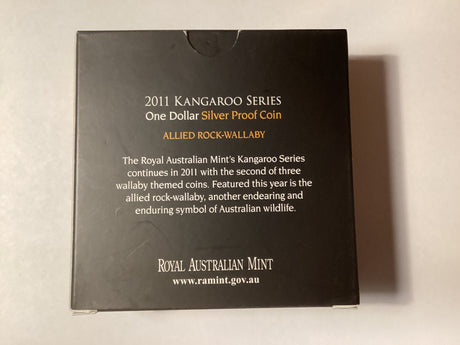 2011 KANGAROO SERIES
One Dollar Silver Proof Coin
ALLIED ROCK-WALLABY
The Royal Australian Mint's Kangaroo Series
continues in 2011 with the second of three
wallaby themed coins. Featured this year is the
allied rock-wallaby, another endearing and
enduring symbol of Australian wildlife.
ROYAL AUSTRALIAN MINT
www.ramint.gov.au